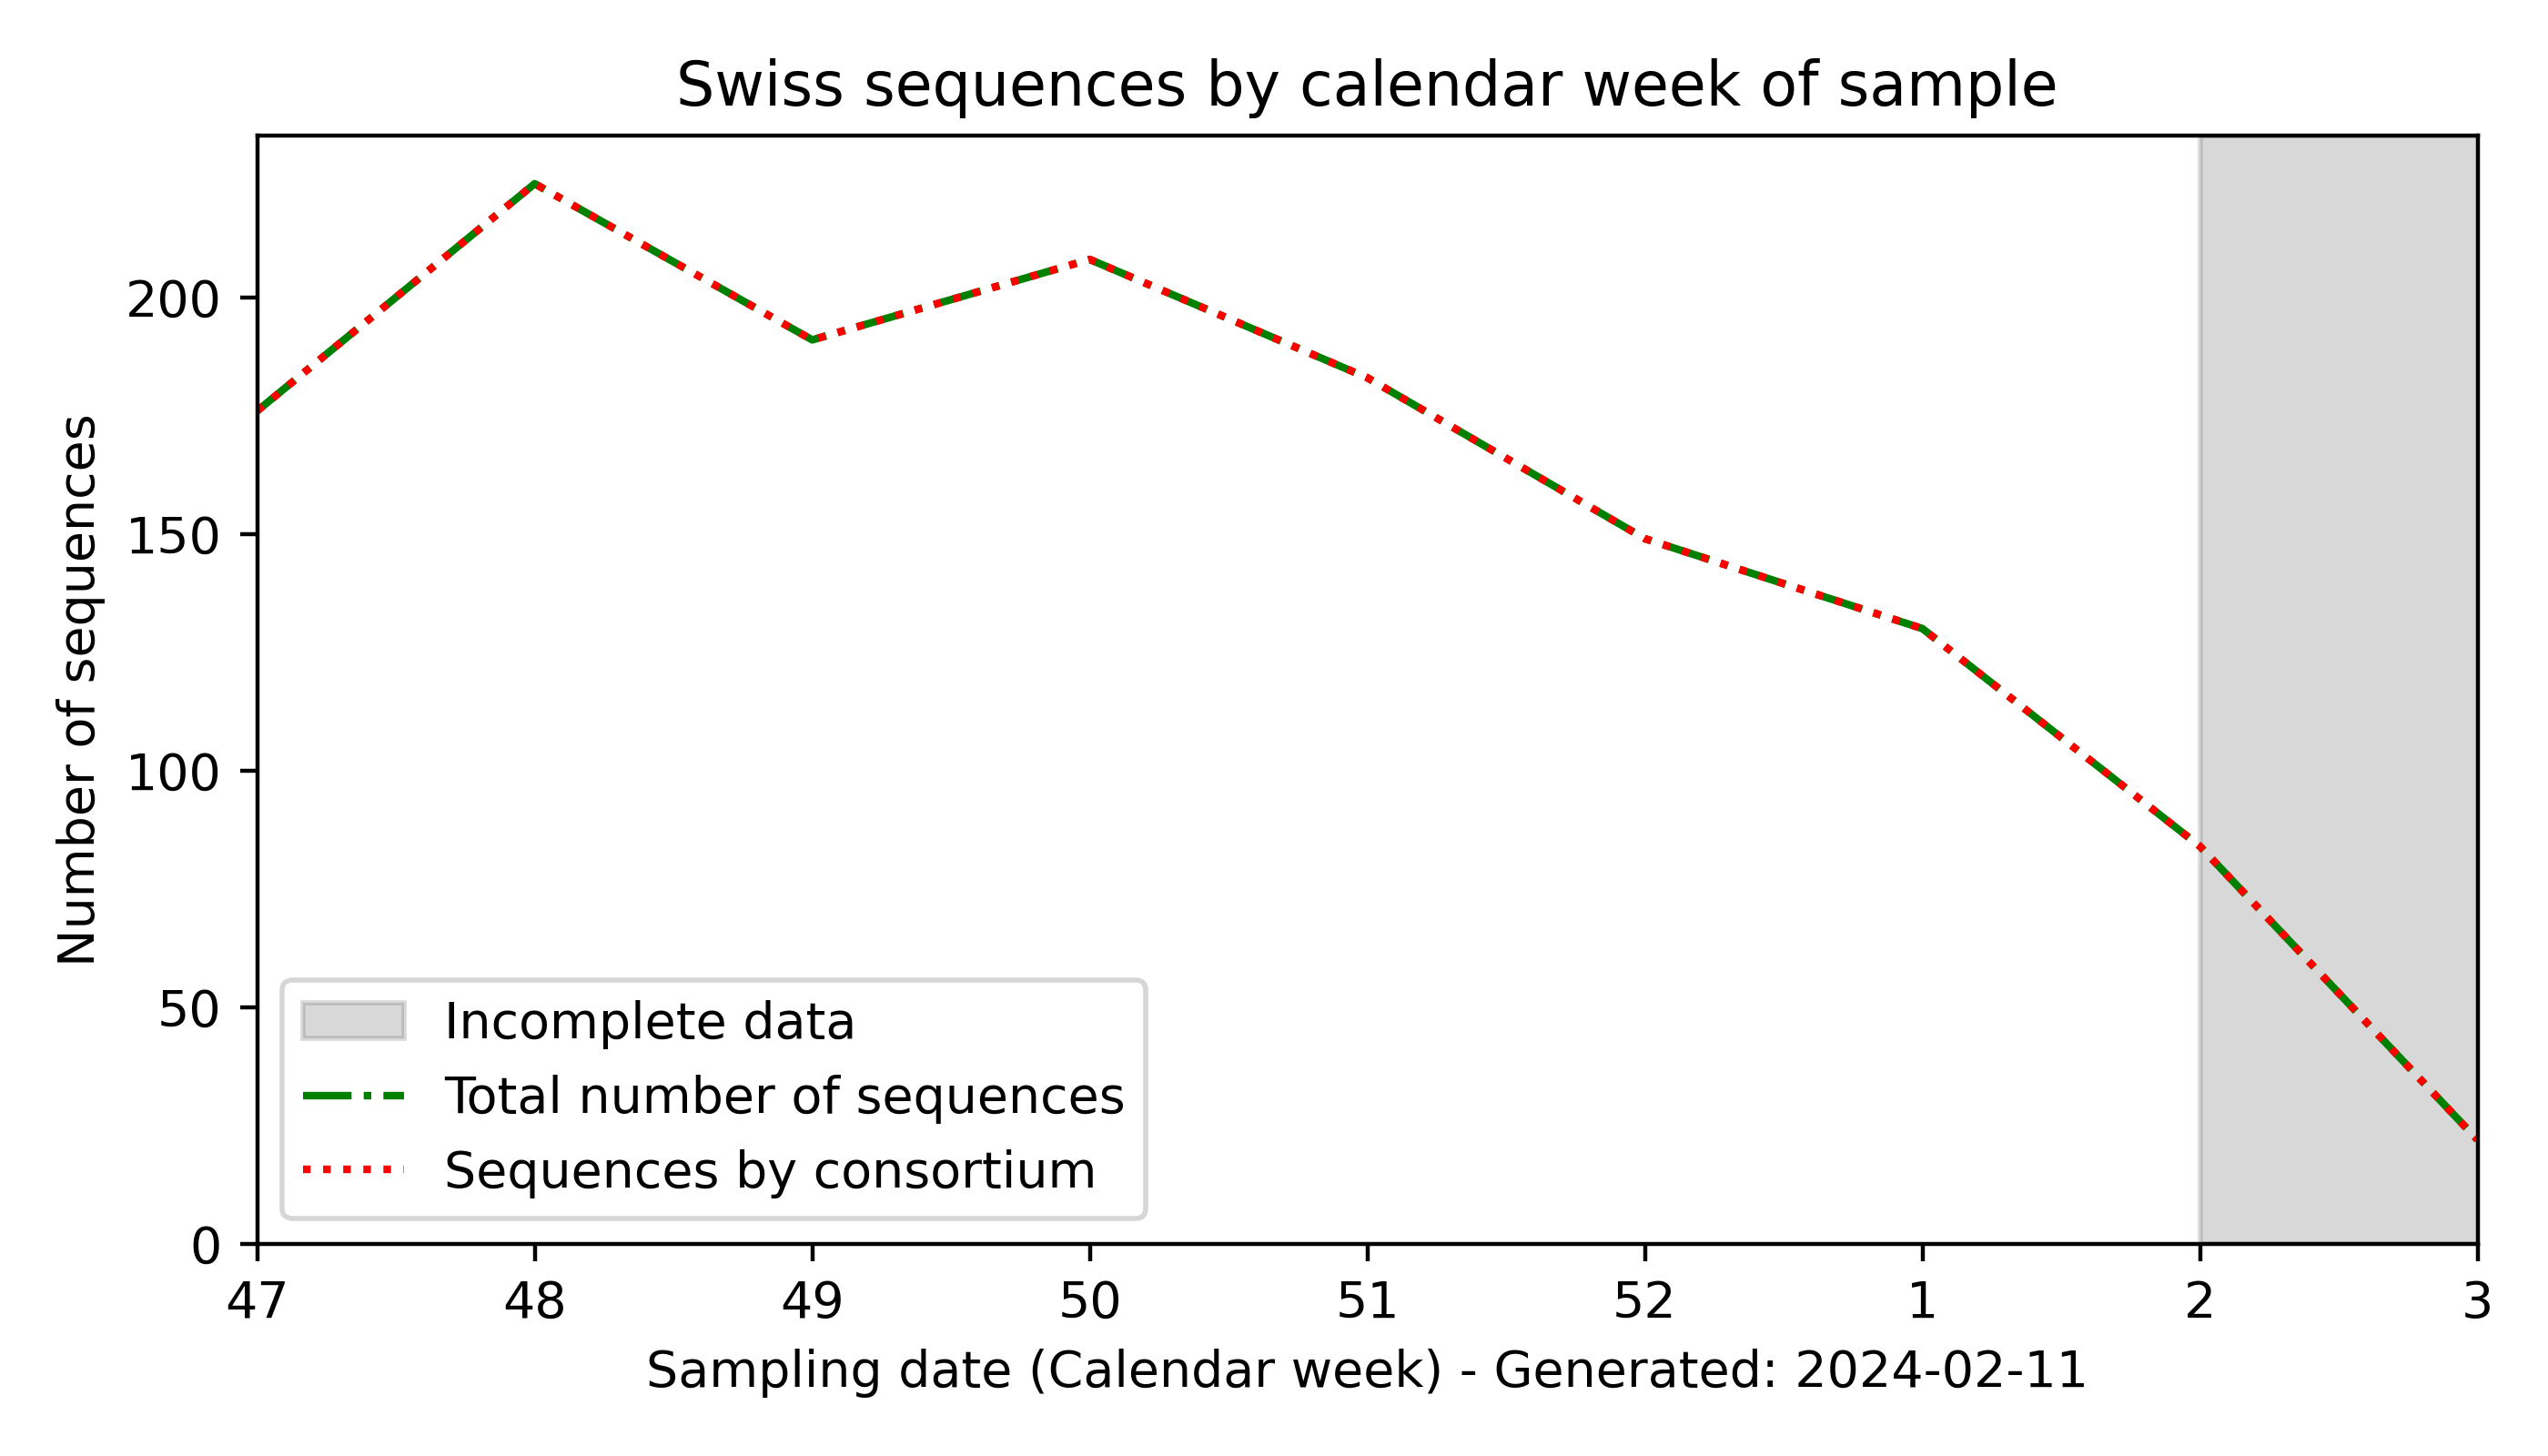 Swiss sequences by calendar week of sample
Number of sequences
200
150
100
50
0
Incomplete data
Total number of sequences
Sequences by consortium
47 48 49 50 51 52 1 2 3
Sampling date (Calendar week) - Generated: 2024-02-11